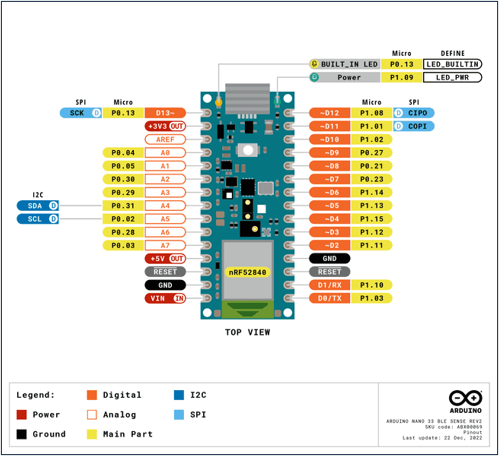 Micro DEFINE
BUILT_IN LED P0.13 LED_BUILTIN
Power P1.09 LED_PWR
SPI Micro Micro SPI
SCK D P0.13 D13~ ~D12 P1.08 D CIPO
+3V3 OUT ~D11 P1.01 D COPI
AREF ~D10 P1.02
P0.04 A0 ~D9 P0.27
P0.05 A1 ~D8 P0.21
P0.30 A2 ~D7 P0.23
P0.29 A3 ~D6 P1.14
I2C
SDA D P0.31 A4 ~D5 P1.13
SCL D P0.02 A5 ~D4 P1.15
P0.28 A6 ~D3 P1.12
P0.03 A7 ~D2 P1.11
+5V OUT GND
RESET nRF52840 RESET
GND D1/RX P1.10
VIN IN D0/TX P1.03
TOP VIEW
Legend: Digital I2C
Power Analog SPI
Ground Main Part
ARDUINO
ARDUINO NANO 33 BLE SENSE REV2
SKU code: ABX00069
Pinout
Last update: 22 Dec, 2022